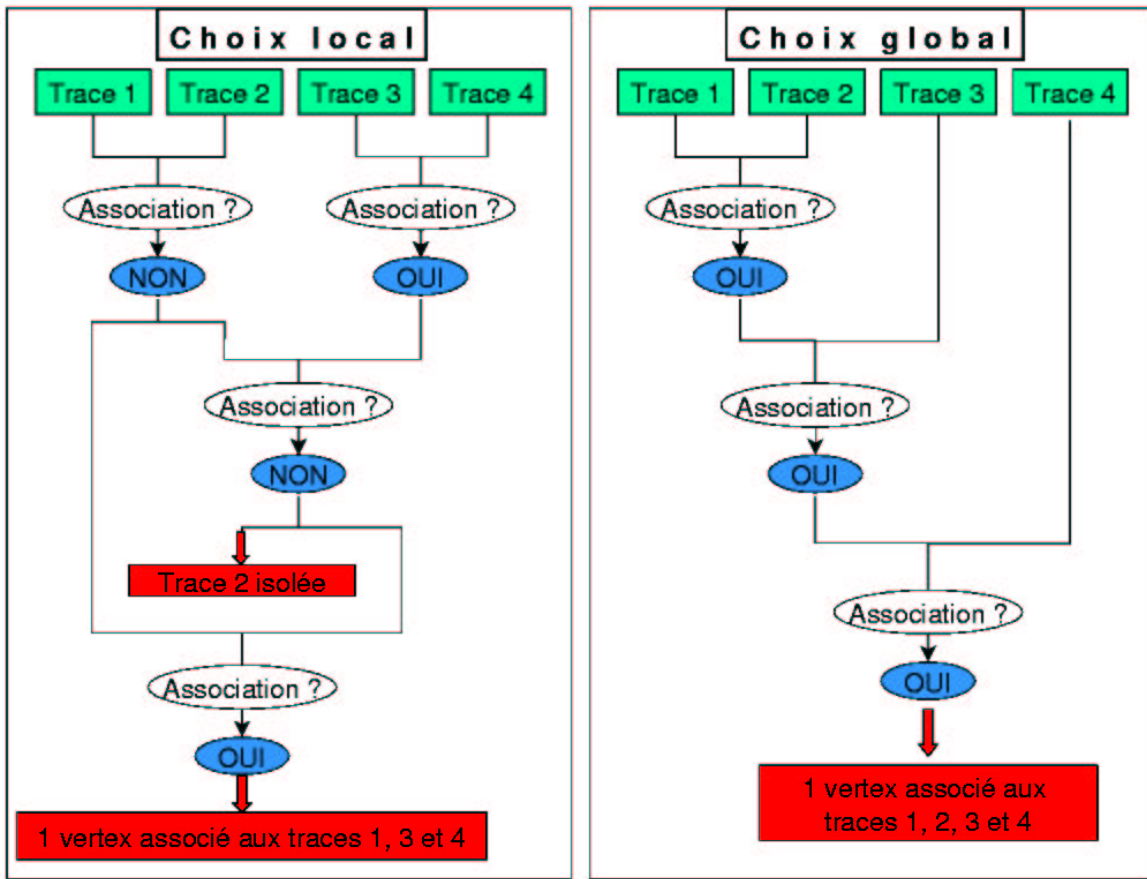 Choix local
Trace 1
Trace 2
Trace 3
Trace 4
Association ?
Association ?
NON
OUI
Association ?
NON
Trace 2 isolée
Association ?
OUI
1 vertex associé aux traces 1, 3 et 4
Choix global
Trace 1
Trace 2
Trace 3
Trace 4
Association ?
OUI
Association ?
OUI
Association ?
OUI
1 vertex associé aux
traces 1, 2, 3 et 4